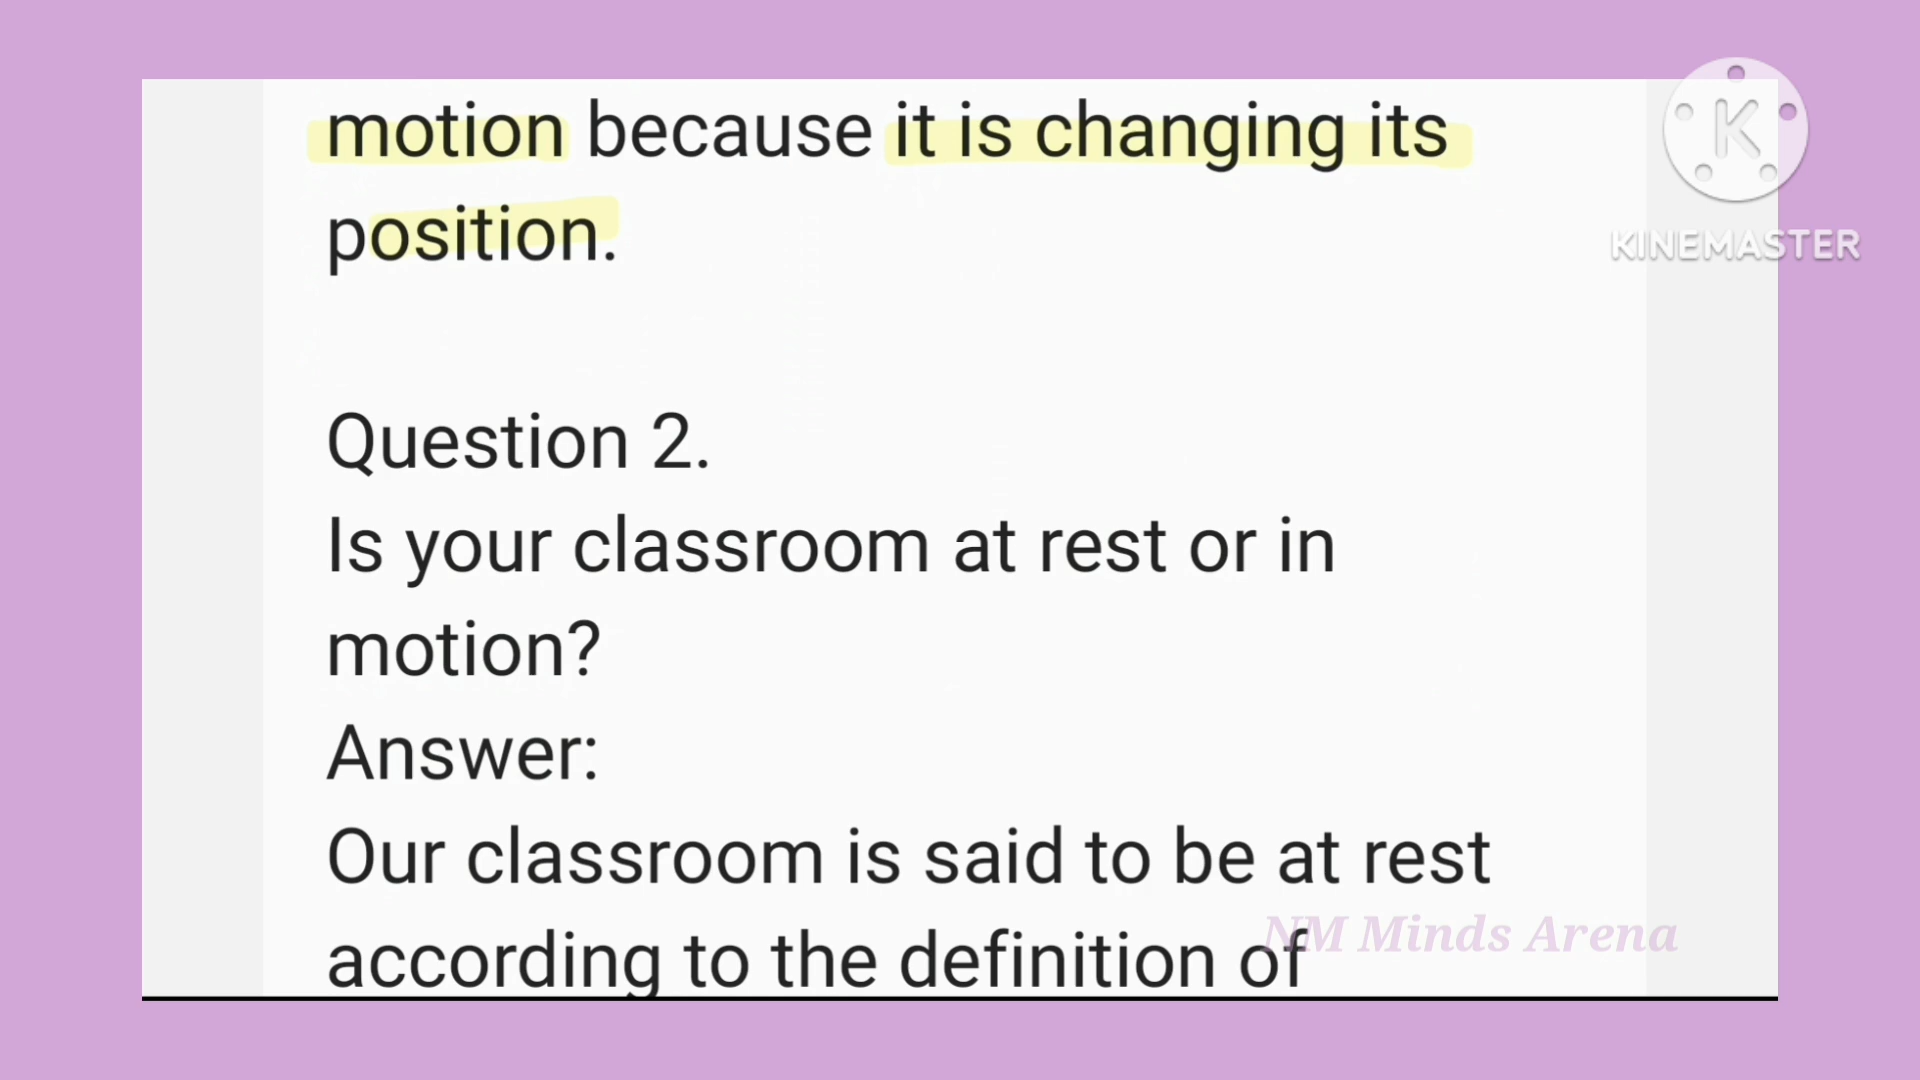 motion because it is changing its
position.
KINEMASTER
Question 2.
Is your classroom at rest or in
motion?
Answer:
Our classroom is said to be at rest
NM Minds Arena
according to the definition of